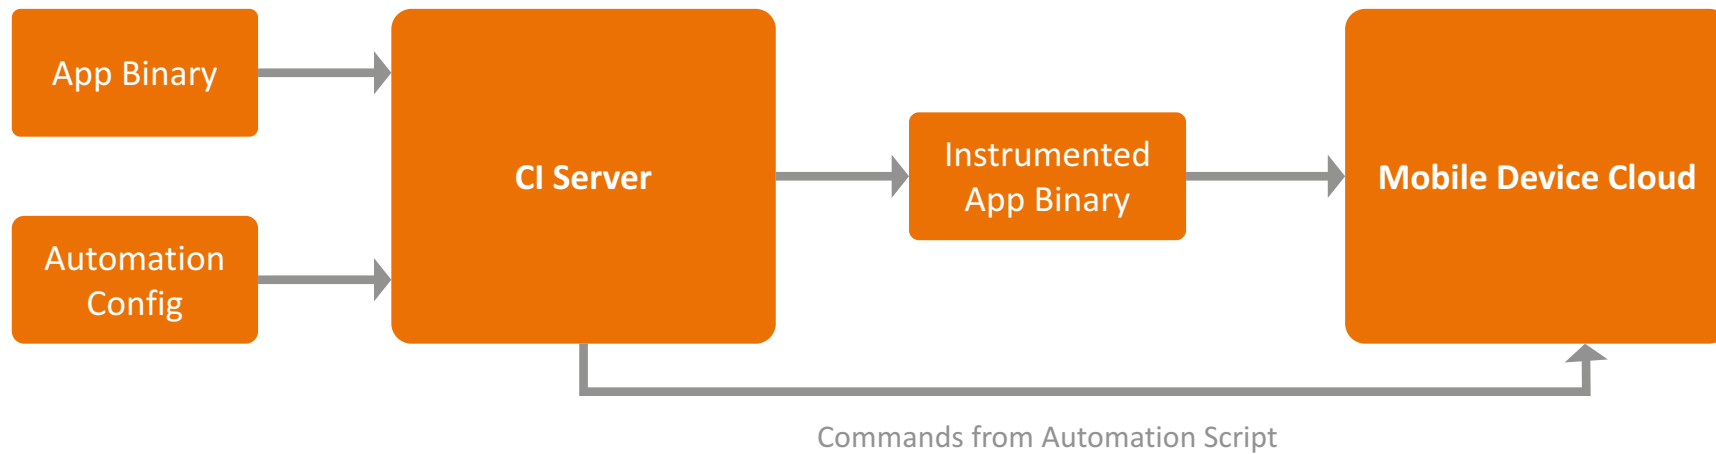 App Binary
Automation
Config
CI Server
Instrumented
App Binary
Mobile Device Cloud
Commands from Automation Script